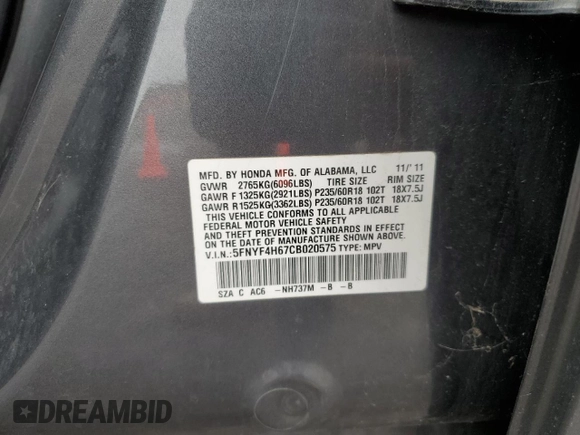 MFD. BY HONDA MFG. OF ALABAMA, LLC 11/'11
GVWR 2765KG(6096LBS) TIRE SIZE RIM SIZE
GAWR F 1325KG(2921LBS) P235/60R18 102T 18X7.5J
GAWR R 1525KG(3362LBS) P235/60R18 102T 18X7.5J
THIS VEHICLE CONFORMS TO ALL APPLICABLE
FEDERAL MOTOR VEHICLE SAFETY
AND THEFT PREVENTION STANDARDS IN EFFECT
ON THE DATE OF MANUFACTURE SHOWN ABOVE.
V.I.N.:5FNYF4H67CB020575 TYPE: MPV
SZA C AC6 -NH737M -B -B
DREAMBID